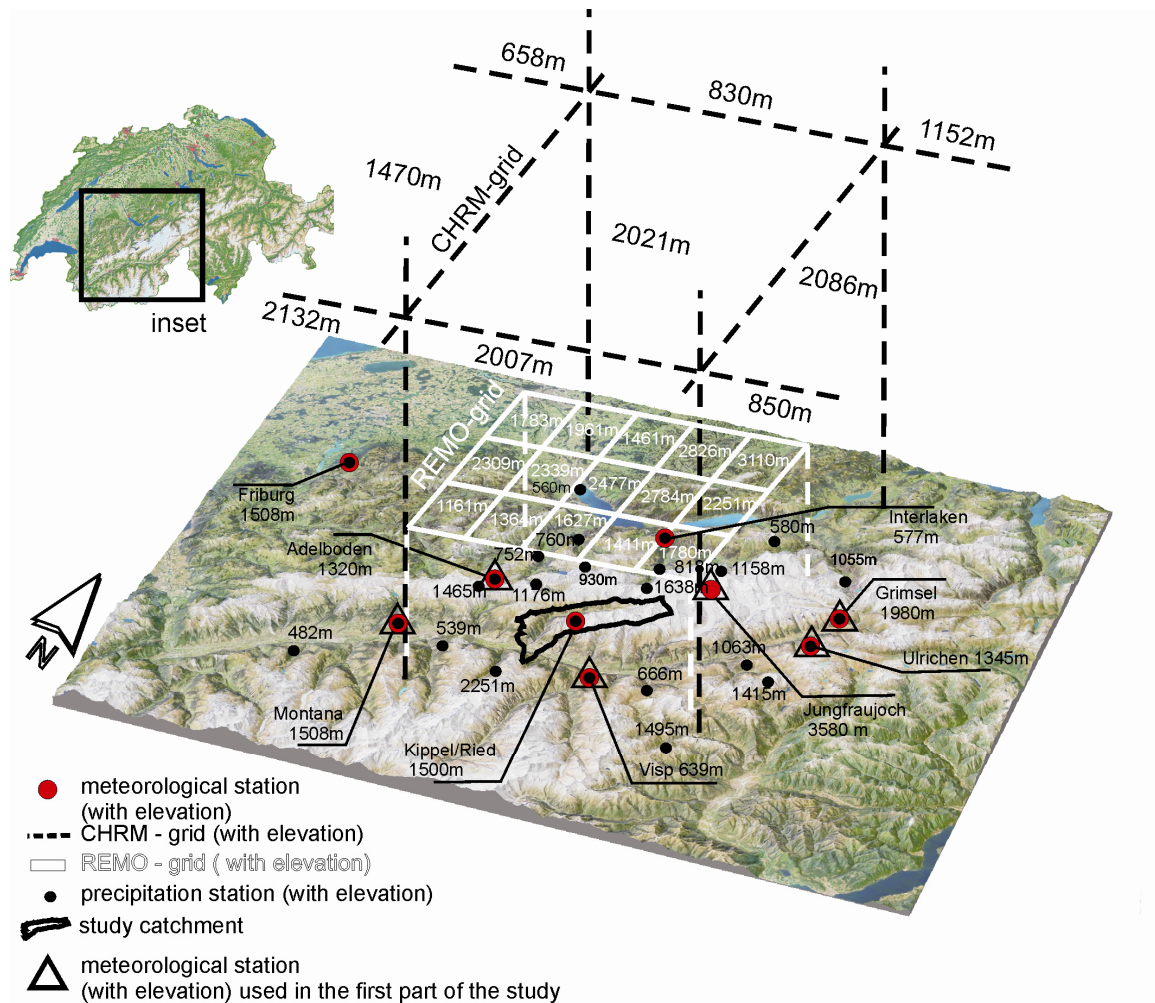 658m
830m
1152m
1470m
CHRM-grid
2021m
2086m
inset
2132m
2007m
850m
REMO-grid
1783m
1961m
1461m
2826m
3110m
2309m
2339m
2477m
2784m
2251m
560m
1161m
1364m
1627m
1411m
1780m
Friburg
1508m
Interlaken
577m
580m
Adelboden
1320m
760m
752m
930m
818m
1158m
1055m
1465m
1176m
1638m
Grimsel
1980m
N
482m
539m
2251m
666m
1063m
1415m
Ulrichen 1345m
Montana
1508m
Jungfraujoch
3580 m
Kippel/Ried
1500m
1495m
Visp 639m
meteorological station
(with elevation)
CHRM - grid (with elevation)
REMO - grid ( with elevation)
precipitation station (with elevation)
study catchment
meteorological station
(with elevation) used in the first part of the study